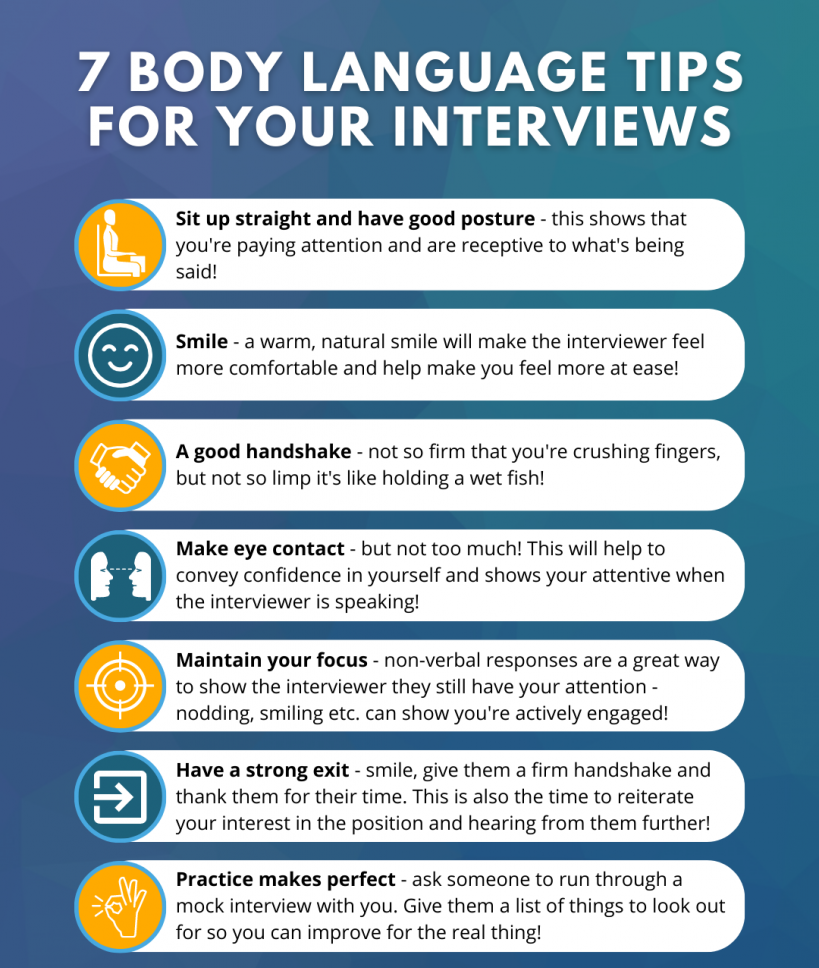 7 BODY LANGUAGE TIPS
FOR YOUR INTERVIEWS
Sit up straight and have good posture - this shows that
you're paying attention and are receptive to what's being
said!
Smile - a warm, natural smile will make the interviewer feel
more comfortable and help make you feel more at ease!
A good handshake - not so firm that you're crushing fingers,
but not so limp it's like holding a wet fish!
Make eye contact - but not too much! This will help to
convey confidence in yourself and shows your attentive when
the interviewer is speaking!
Maintain your focus - non-verbal responses are a great way
to show the interviewer they still have your attention -
nodding, smiling etc. can show you're actively engaged!
Have a strong exit - smile, give them a firm handshake and
thank them for their time. This is also the time to reiterate
your interest in the position and hearing from them further!
Practice makes perfect - ask someone to run through a
mock interview with you. Give them a list of things to look out
for so you can improve for the real thing!